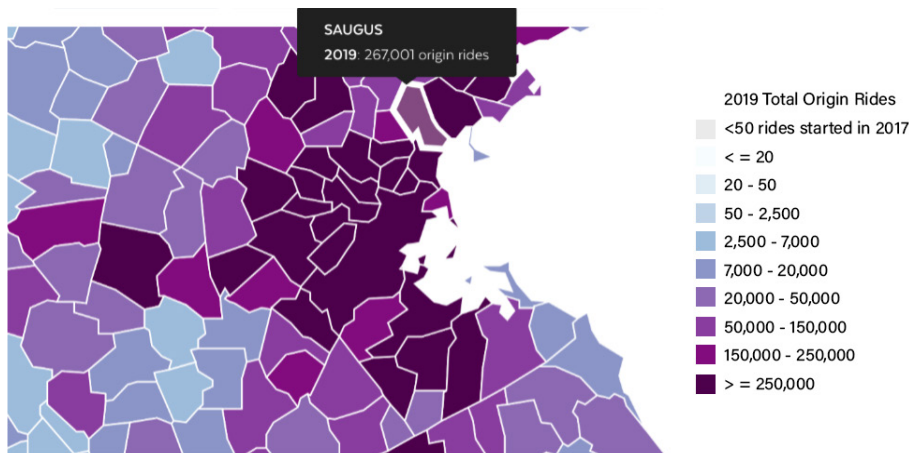 SAUGUS
2019: 267,001 origin rides
2019 Total Origin Rides
<50 rides started in 2017
< = 20
20 - 50
50 - 2,500
2,500 - 7,000
7,000 - 20,000
20,000 - 50,000
50,000 - 150,000
150,000 - 250,000
> = 250,000